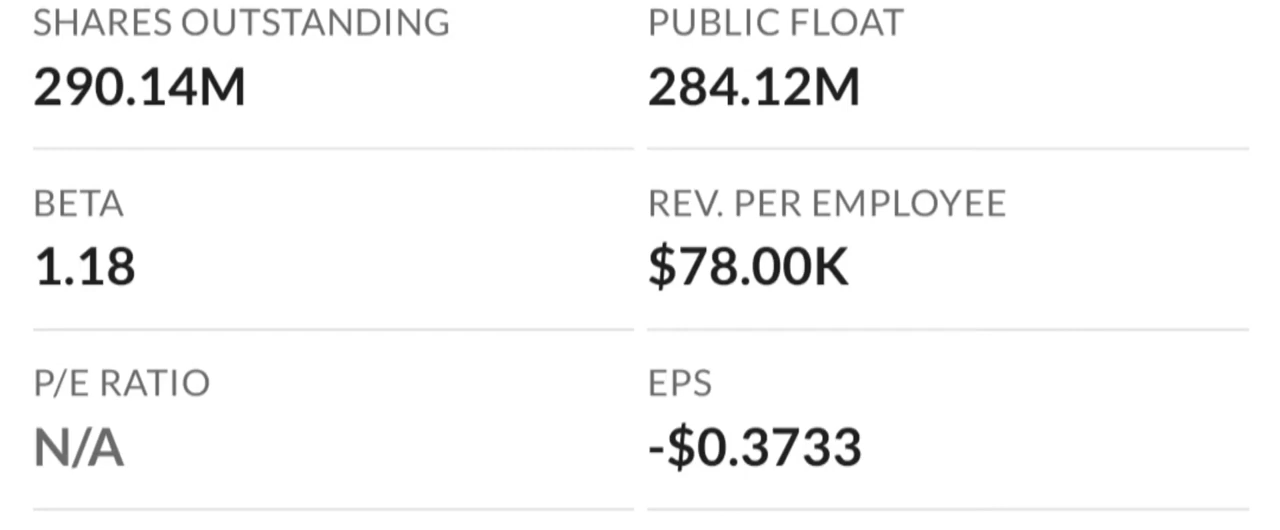 SHARES OUTSTANDING
290.14M
PUBLIC FLOAT
284.12M
BETA
1.18
REV. PER EMPLOYEE
$78.00K
P/E RATIO
N/A
EPS
-$0.3733